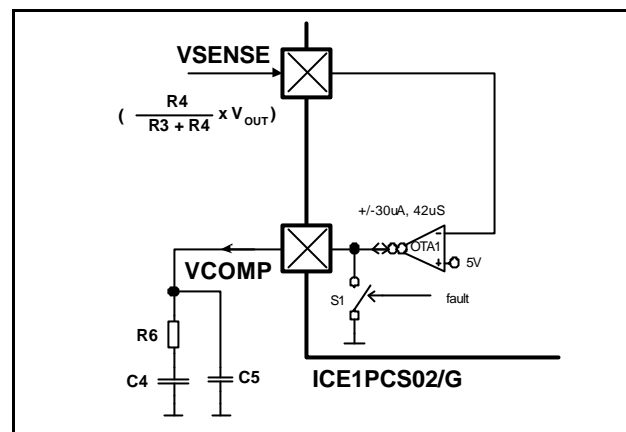 VSENSE
( R4
R3 + R4 x VOUT)
+/-30uA, 42uS
OTA1
-
+
5V
VCOMP
S1
fault
R6
C4
C5
ICE1PCS02/G